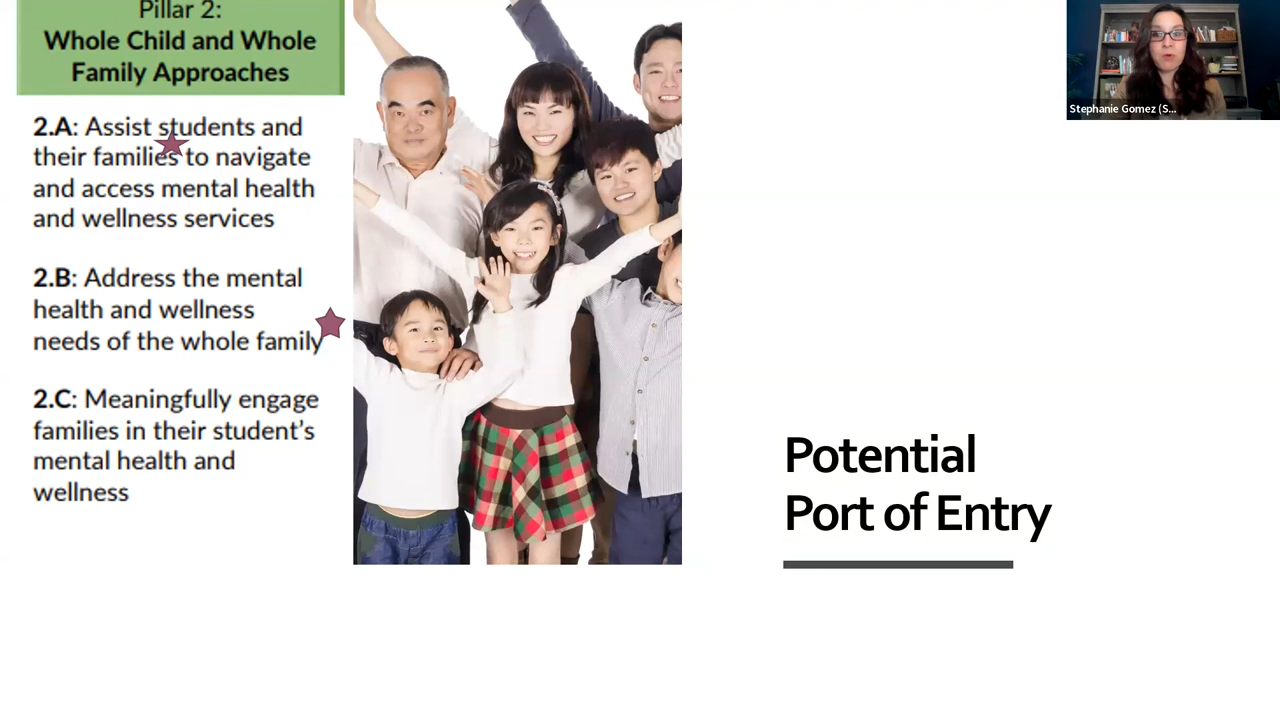 Pillar 2:
Whole Child and Whole
Family Approaches
2.A: Assist students and
their families to navigate
and access mental health
and wellness services
2.B: Address the mental
health and wellness
needs of the whole family
2.C: Meaningfully engage
families in their student's
mental health and
wellness
Potential
Port of Entry
Stephanie Gomez (S...